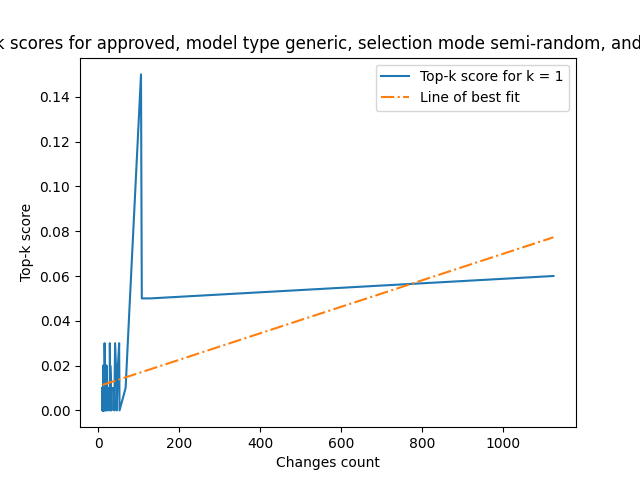 k scores for approved, model type generic, selection mode semi-random, and
Top-k score for k = 1
Line of best fit
0.14
0.12
0.10
0.08
0.06
0.04
0.02
0.00
Top-k score
0 200 400 600 800 1000
Changes count